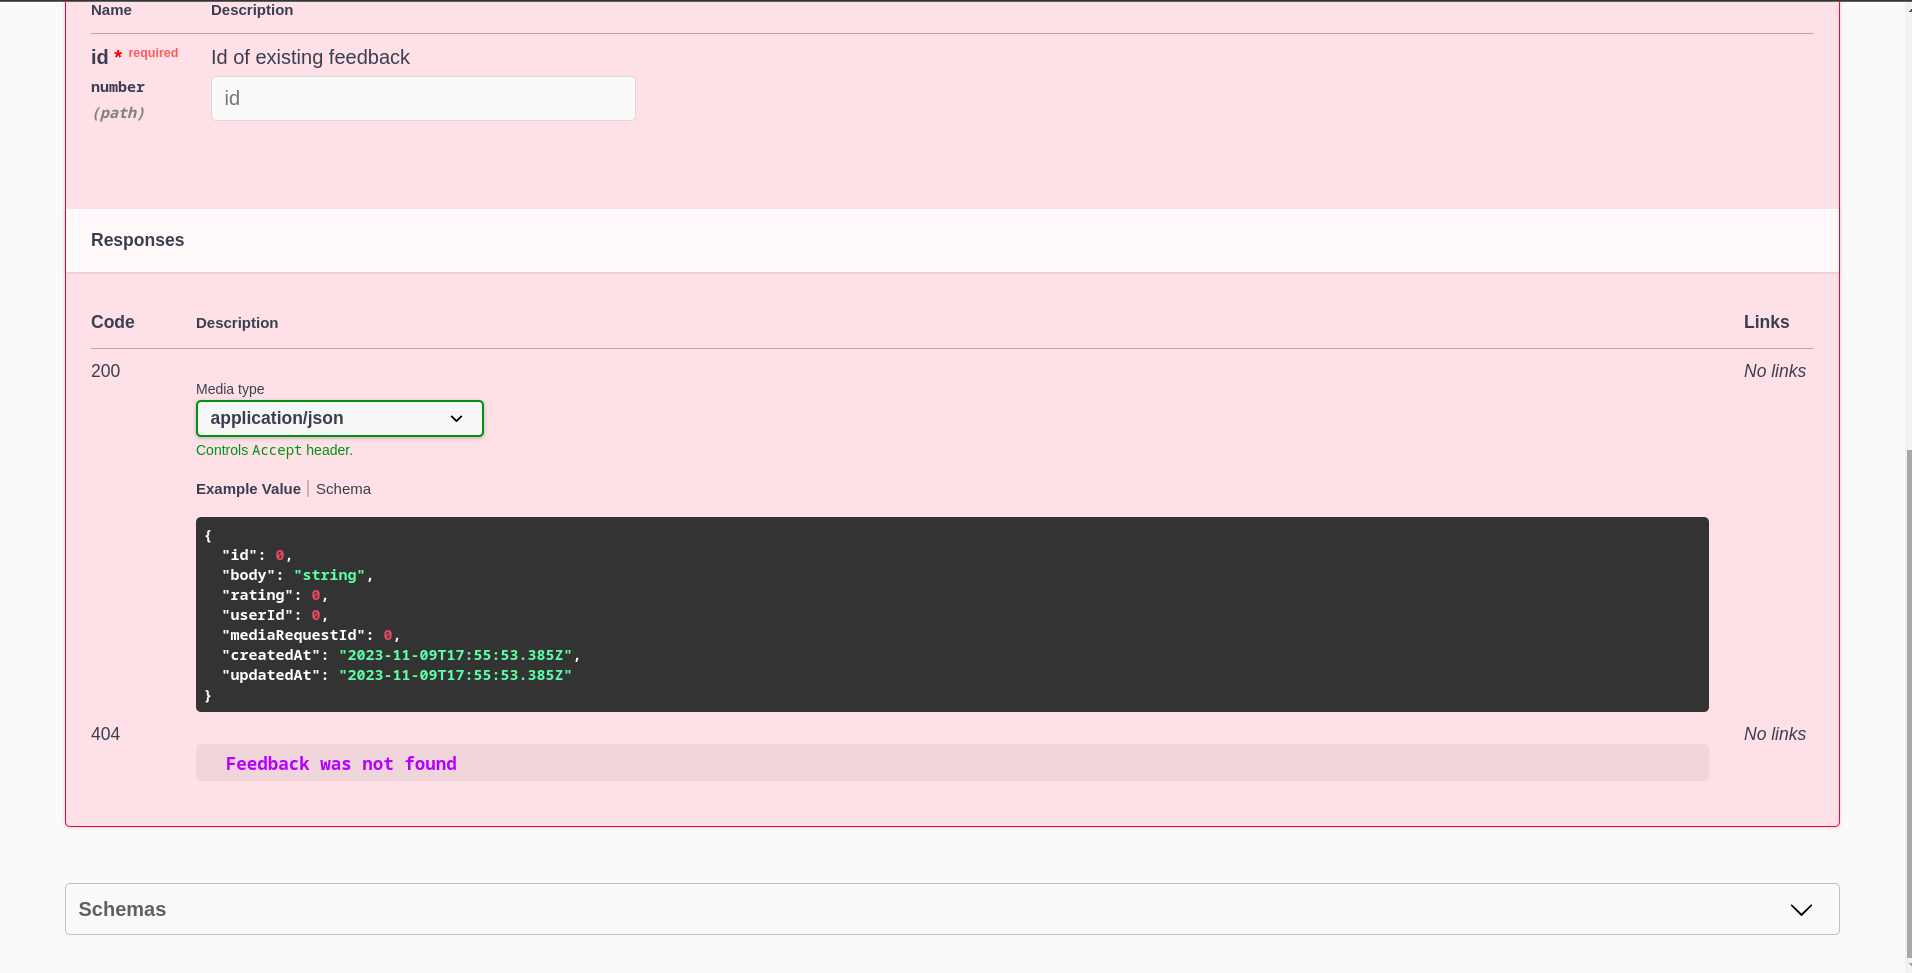 Name Description
id * required Id of existing feedback
number
(path)
id
Responses
Code Description Links
200 No links
Media type
application/json
Controls Accept header.
Example Value Schema
{
  "id": 0,
  "body": "string",
  "rating": 0,
  "userId": 0,
  "mediaRequestId": 0,
  "createdAt": "2023-11-09T17:55:53.385Z",
  "updatedAt": "2023-11-09T17:55:53.385Z"
}
404 No links
Feedback was not found
Schemas